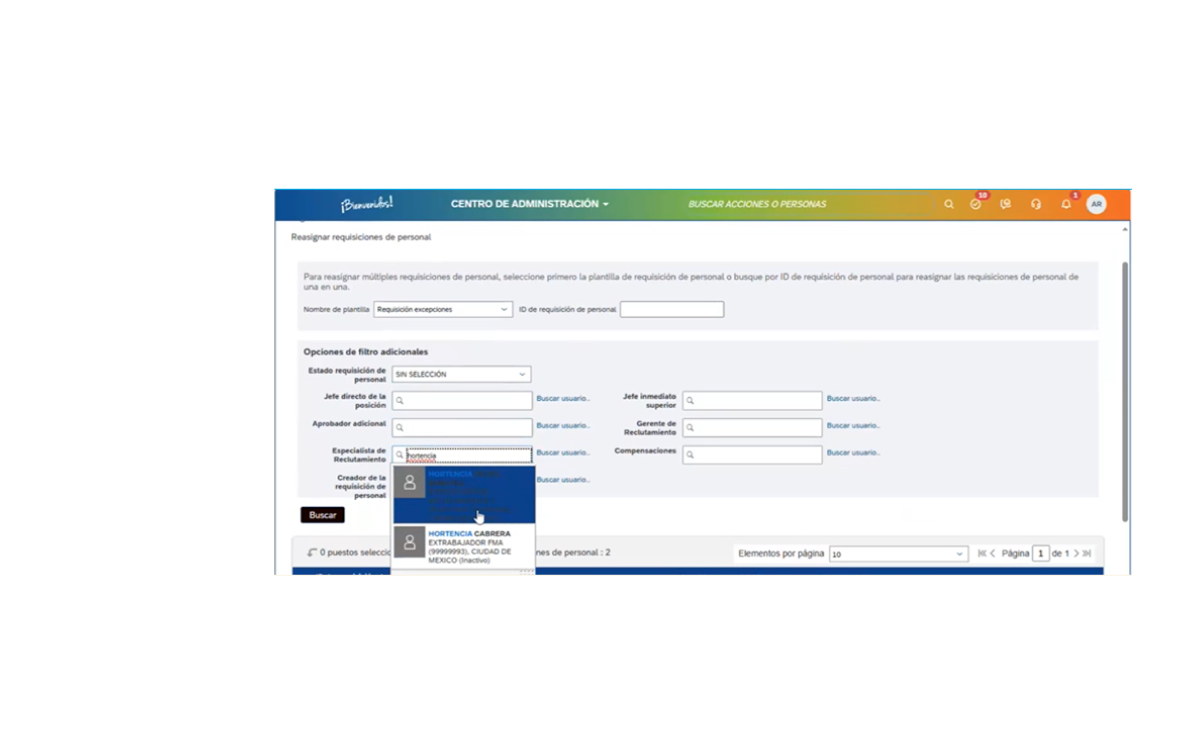 ¡Bienvenidos!
CENTRO DE ADMINISTRACIÓN
BUSCAR ACCIONES O PERSONAS
10
1
AR
Reasignar requisiciones de personal
Para reasignar múltiples requisiciones de personal, seleccione primero la plantilla de requisición de personal o busque por ID de requisición de personal para reasignar las requisiciones de personal de
una en una.
Nombre de plantilla Requisición excepciones ID de requisición de personal
Opciones de filtro adicionales
Estado requisición de
personal
SIN SELECCIÓN
Jefe directo de la
posición
Buscar usuario..
Jefe inmediato
superior
Buscar usuario..
Aprobador adicional
Buscar usuario..
Gerente de
Reclutamiento
Buscar usuario..
Especialista de
Reclutamiento
hortencia
Buscar usuario..
Compensaciones
Buscar usuario..
Creador de la
requisición de
personal
Buscar usuario..
HORTENCIA
HORTENCIA CABRERA
EXTRABAJADOR FMA
(99999993), CIUDAD DE
MEXICO (Inactivo)
Buscar
0 puestos selecci
nes de personal : 2
Elementos por página 10
Página 1 de 1